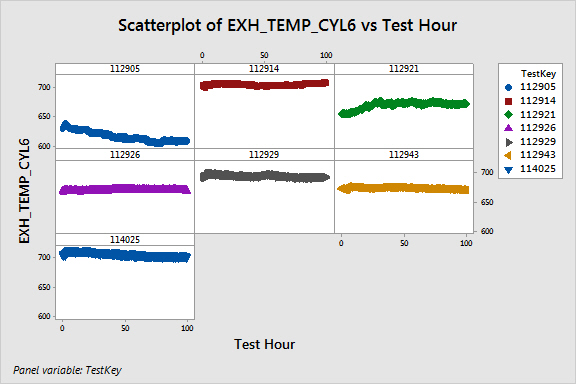 Scatterplot of EXH_TEMP_CYL6 vs Test Hour
0 50 100
112905 112914 112921
700
650
600
112926 112929 112943
700
650
600
0 50 100
114025
700
650
600
0 50 100
EXH_TEMP_CYL6
Test Hour
TestKey
112905
112914
112921
112926
112929
112943
114025
Panel variable: TestKey